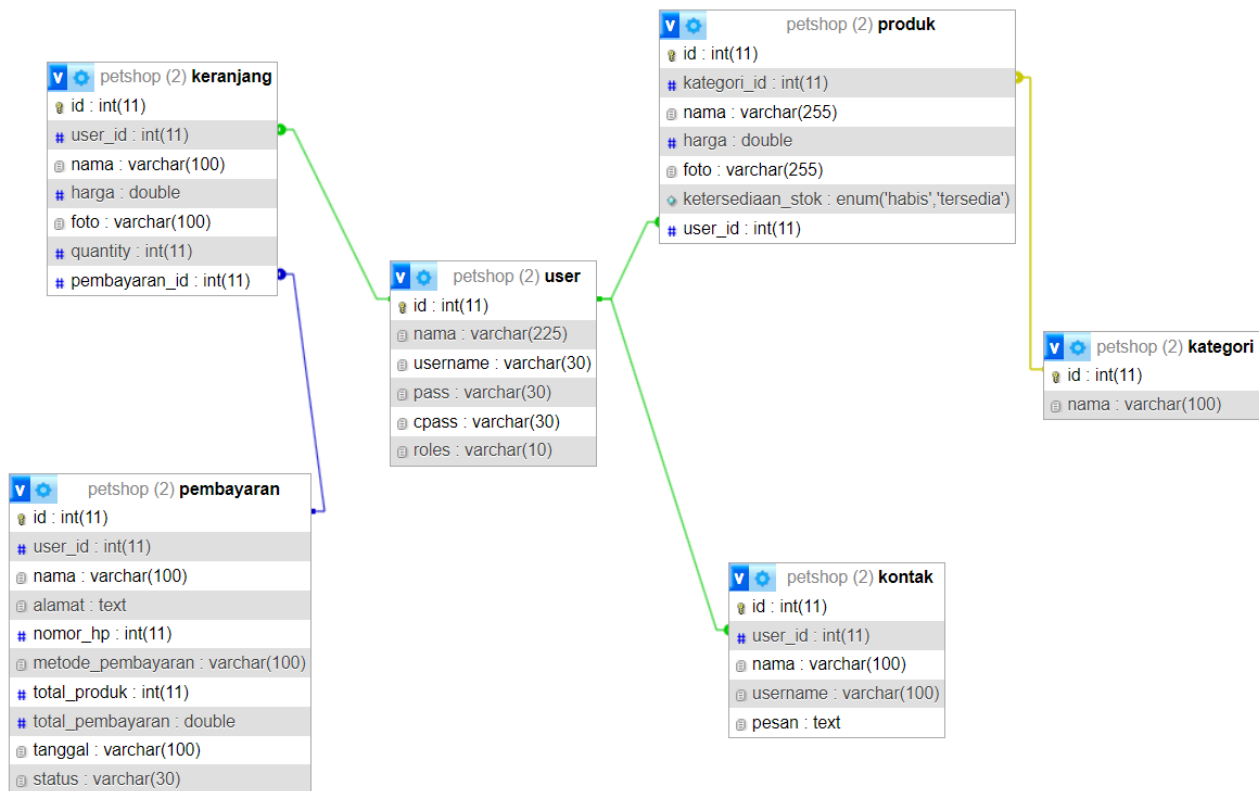 petshop (2) keranjang
id : int(11)
user_id : int(11)
nama : varchar(100)
harga : double
foto : varchar(100)
quantity : int(11)
pembayaran_id : int(11)
petshop (2) pembayaran
id : int(11)
user_id : int(11)
nama : varchar(100)
alamat : text
nomor_hp : int(11)
metode_pembayaran : varchar(100)
total_produk : int(11)
total_pembayaran : double
tanggal : varchar(100)
status : varchar(30)
petshop (2) user
id : int(11)
nama : varchar(225)
username : varchar(30)
pass : varchar(30)
cpass : varchar(30)
roles : varchar(10)
petshop (2) produk
id : int(11)
kategori_id : int(11)
nama : varchar(255)
harga : double
foto : varchar(255)
ketersediaan_stok : enum('habis','tersedia')
user_id : int(11)
petshop (2) kontak
id : int(11)
user_id : int(11)
nama : varchar(100)
username : varchar(100)
pesan : text
petshop (2) kategori
id : int(11)
nama : varchar(100)